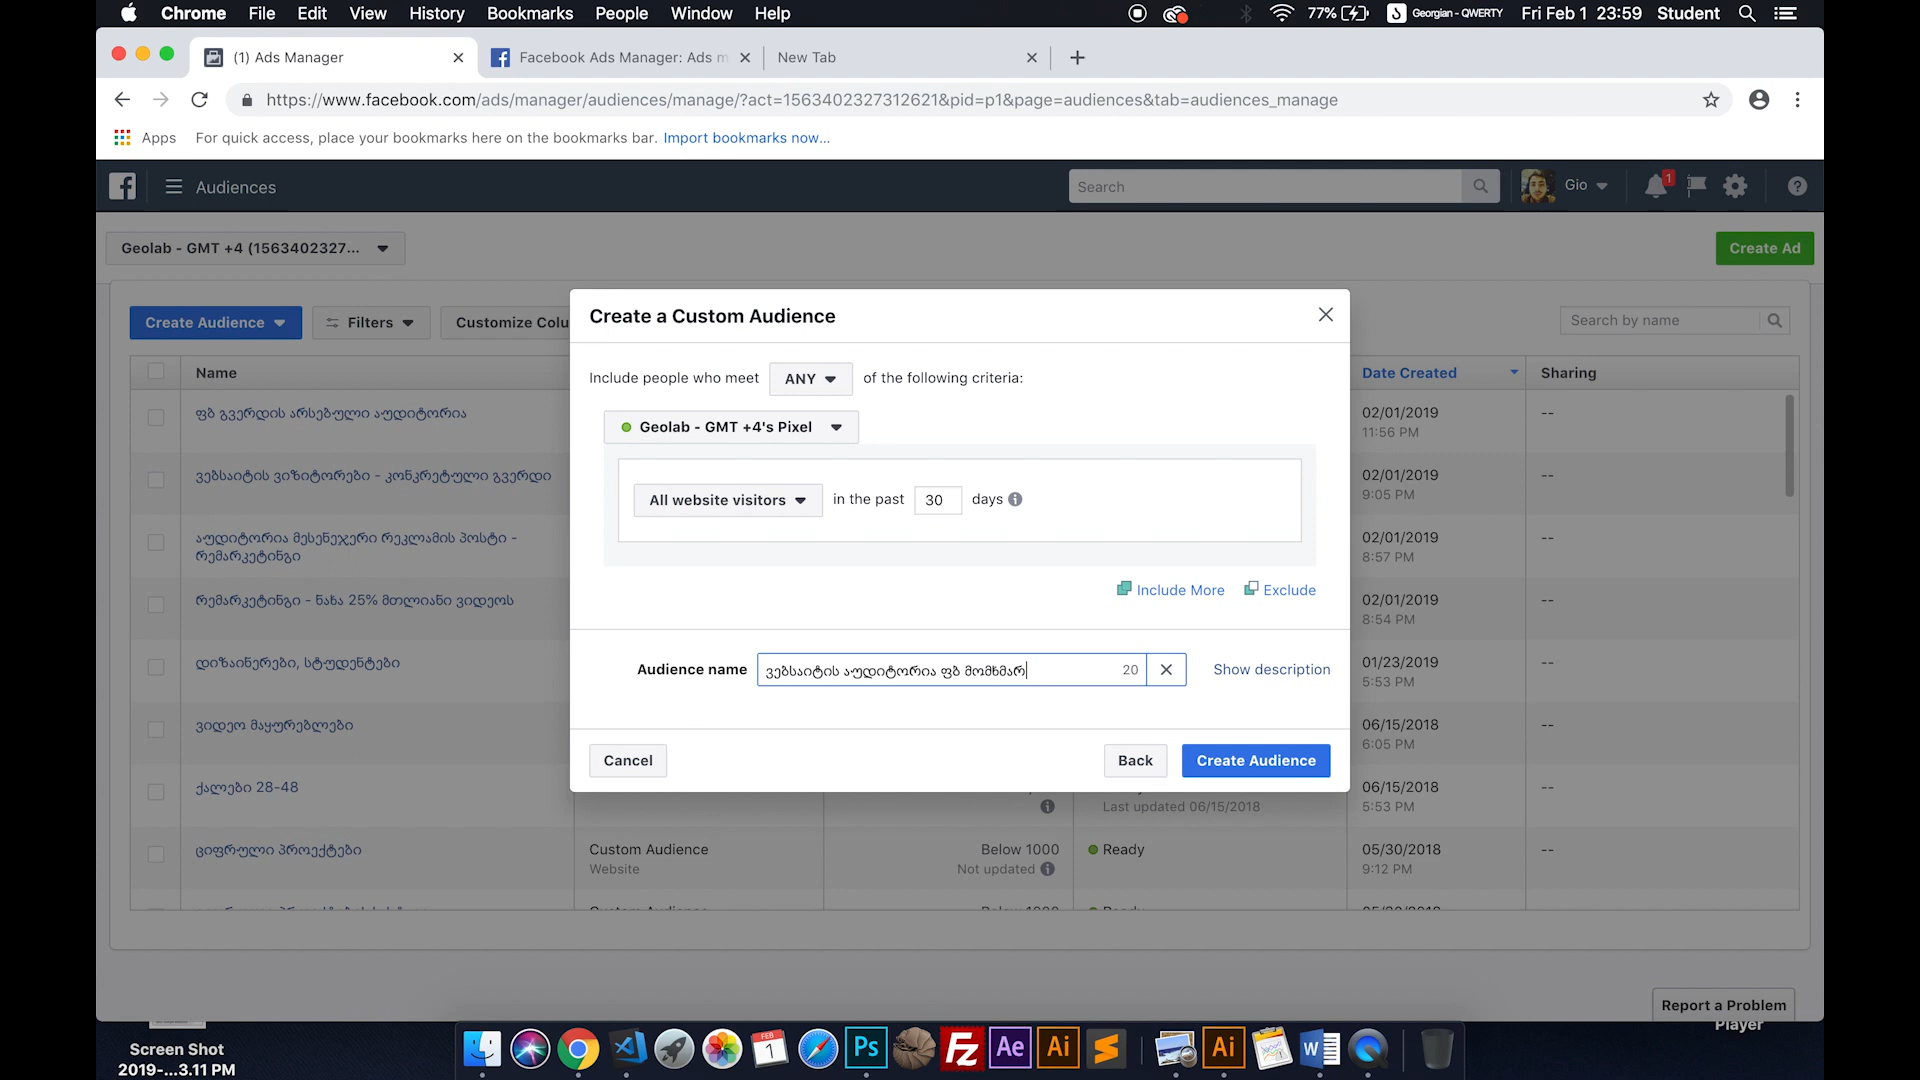 Chrome File Edit View History Bookmarks People Window Help 77% Georgian - QWERTY Fri Feb 1 23:59 Student
(1) Ads Manager Facebook Ads Manager: Ads m New Tab
https://www.facebook.com/ads/manager/audiences/manage/?act=1563402327312621&pid=p1&page=audiences&tab=audiences_manage
Apps For quick access, place your bookmarks here on the bookmarks bar. Import bookmarks now...
Audiences Search Gio 1
Geolab - GMT +4 (1563402327... Create Ad
Create Audience Filters Customize Colu Search by name
Name Date Created Sharing
ფბ გვერდის არსებული აუდიტორია 02/01/2019 --
11:56 PM
ვებსაიტის ვიზიტორები - კონკრეტული გვერდი 02/01/2019 --
9:05 PM
აუდიტორია მესენეჯერი რეკლამის პოსტი - 02/01/2019 --
რემარკეტინგი 8:57 PM
რემარკეტინგი - ნახა 25% მთლიანი ვიდეოს 02/01/2019 --
8:54 PM
დიზაინერები, სტუდენტები 01/23/2019 --
5:53 PM
ვიდეო მაყურებლები 06/15/2018 --
6:05 PM
ქალები 28-48 06/15/2018 --
Last updated 06/15/2018 5:53 PM
ციფრული პროექტები Custom Audience Below 1000 Ready 05/30/2018 --
Website Not updated 9:12 PM
Create a Custom Audience
Include people who meet ANY of the following criteria:
Geolab - GMT +4's Pixel
All website visitors in the past 30 days
Include More Exclude
Audience name ვებსაიტის აუდიტორია ფბ მომხმარ 20 Show description
Cancel Back Create Audience
Report a Problem
Player
Screen Shot
2019-...3.11 PM
FEB
1
Ps Fz Ae Ai Ai W